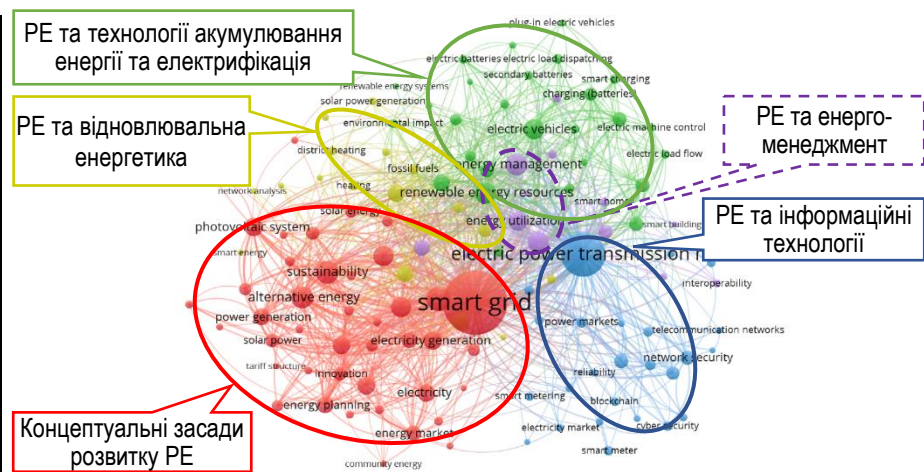 РЕ та технології акумулювання
енергії та електрифікація
РЕ та відновлювальна
енергетика
РЕ та енерго-
менеджмент
РЕ та інформаційні
технології
Концептуальні засади
розвитку РЕ
plug-in electric vehicles
electric batteries
electric load dispatching
secondary batteries
smart charging
charging (batteries)
renewable energy systems
solar power generation
environmental impact
electric vehicles
electric machine control
district heating
fossil fuels
energy management
electric load flow
network analysis
heating
renewable energy resources
smart home
solar energy
energy utilization
smart building
photovoltaic system
smart energy
electric power transmission n
sustainability
interoperability
alternative energy
smart grid
power generation
power markets
telecommunication networks
solar power
electricity generation
network security
tariff structure
innovation
reliability
electricity
smart metering
blockchain
energy planning
energy market
electricity market
cyber security
community energy
smart meter